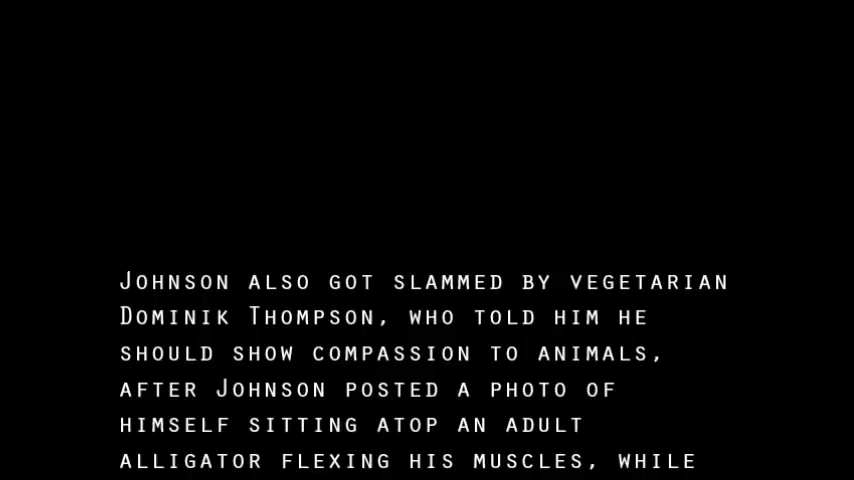 Johnson also got slammed by vegetarian
Dominik Thompson, who told him he
should show compassion to animals,
after Johnson posted a photo of
himself sitting atop an adult
alligator flexing his muscles, while